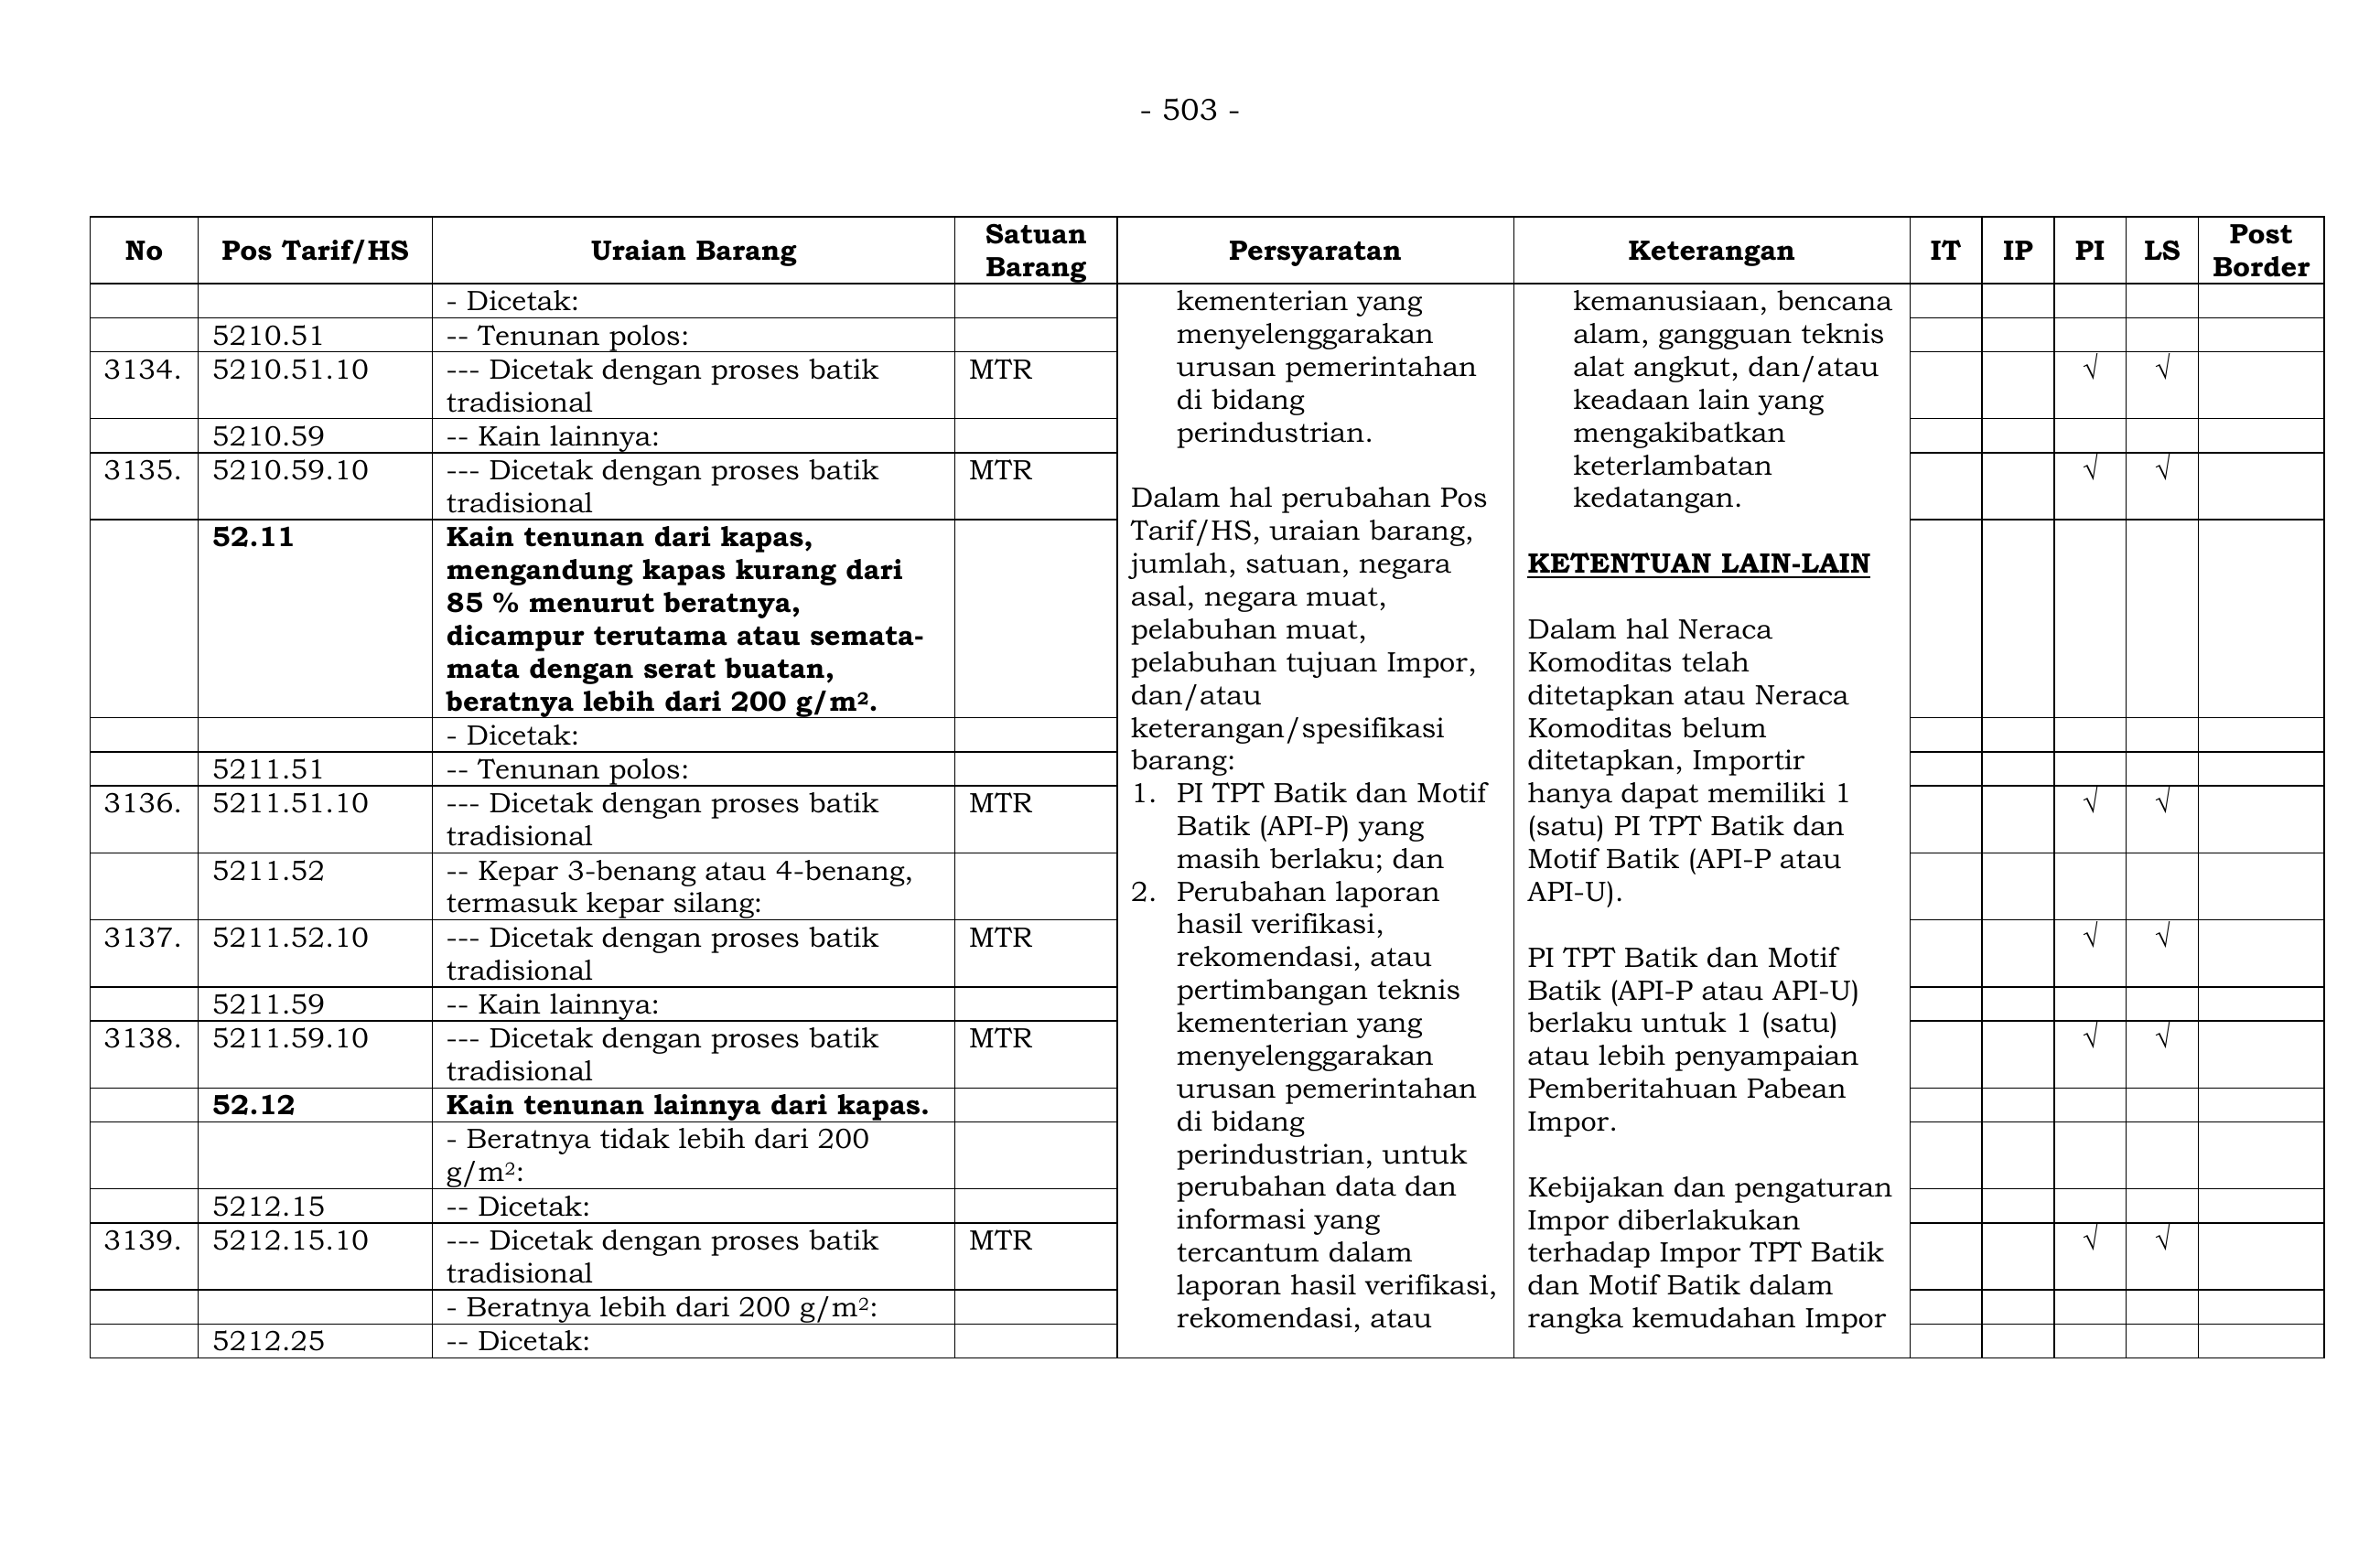 - 503 -
No Pos Tarif/HS Uraian Barang Satuan Barang Persyaratan Keterangan IT IP PI LS Post Border
- Dicetak:
5210.51 -- Tenunan polos:
3134. 5210.51.10 --- Dicetak dengan proses batik MTR √ √
tradisional
5210.59 -- Kain lainnya:
3135. 5210.59.10 --- Dicetak dengan proses batik MTR √ √
tradisional
52.11 Kain tenunan dari kapas,
mengandung kapas kurang dari
85 % menurut beratnya,
dicampur terutama atau semata-
mata dengan serat buatan,
beratnya lebih dari 200 g/m².
- Dicetak:
5211.51 -- Tenunan polos:
3136. 5211.51.10 --- Dicetak dengan proses batik MTR √ √
tradisional
5211.52 -- Kepar 3-benang atau 4-benang,
termasuk kepar silang:
3137. 5211.52.10 --- Dicetak dengan proses batik MTR √ √
tradisional
5211.59 -- Kain lainnya:
3138. 5211.59.10 --- Dicetak dengan proses batik MTR √ √
tradisional
52.12 Kain tenunan lainnya dari kapas.
- Beratnya tidak lebih dari 200
g/m²:
5212.15 -- Dicetak:
3139. 5212.15.10 --- Dicetak dengan proses batik MTR √ √
tradisional
- Beratnya lebih dari 200 g/m²:
5212.25 -- Dicetak:
kementerian yang
menyelenggarakan
urusan pemerintahan
di bidang
perindustrian.
Dalam hal perubahan Pos
Tarif/HS, uraian barang,
jumlah, satuan, negara
asal, negara muat,
pelabuhan muat,
pelabuhan tujuan Impor,
dan/atau
keterangan/spesifikasi
barang:
1. PI TPT Batik dan Motif
Batik (API-P) yang
masih berlaku; dan
2. Perubahan laporan
hasil verifikasi,
rekomendasi, atau
pertimbangan teknis
kementerian yang
menyelenggarakan
urusan pemerintahan
di bidang
perindustrian, untuk
perubahan data dan
informasi yang
tercantum dalam
laporan hasil verifikasi,
rekomendasi, atau
kemanusiaan, bencana
alam, gangguan teknis
alat angkut, dan/atau
keadaan lain yang
mengakibatkan
keterlambatan
kedatangan.
KETENTUAN LAIN-LAIN
Dalam hal Neraca
Komoditas telah
ditetapkan atau Neraca
Komoditas belum
ditetapkan, Importir
hanya dapat memiliki 1
(satu) PI TPT Batik dan
Motif Batik (API-P atau
API-U).
PI TPT Batik dan Motif
Batik (API-P atau API-U)
berlaku untuk 1 (satu)
atau lebih penyampaian
Pemberitahuan Pabean
Impor.
Kebijakan dan pengaturan
Impor diberlakukan
terhadap Impor TPT Batik
dan Motif Batik dalam
rangka kemudahan Impor